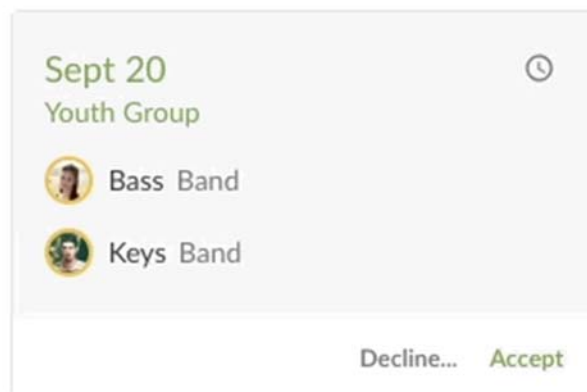 Sept 20
Youth Group
Bass Band
Keys Band
Decline... Accept